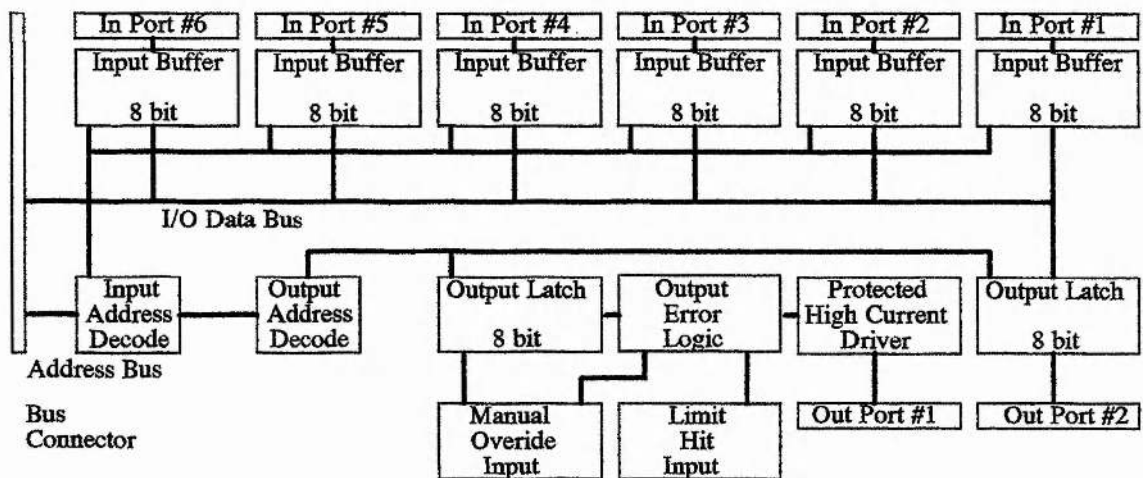 In Port #6
In Port #5
In Port #4
In Port #3
In Port #2
In Port #1
Input Buffer
8 bit
Input Buffer
8 bit
Input Buffer
8 bit
Input Buffer
8 bit
Input Buffer
8 bit
Input Buffer
8 bit
I/O Data Bus
Input
Address
Decode
Output
Address
Decode
Output Latch
8 bit
Output
Error
Logic
Protected
High Current
Driver
Output Latch
8 bit
Address Bus
Bus
Connector
Manual
Overide
Input
Limit
Hit
Input
Out Port #1
Out Port #2